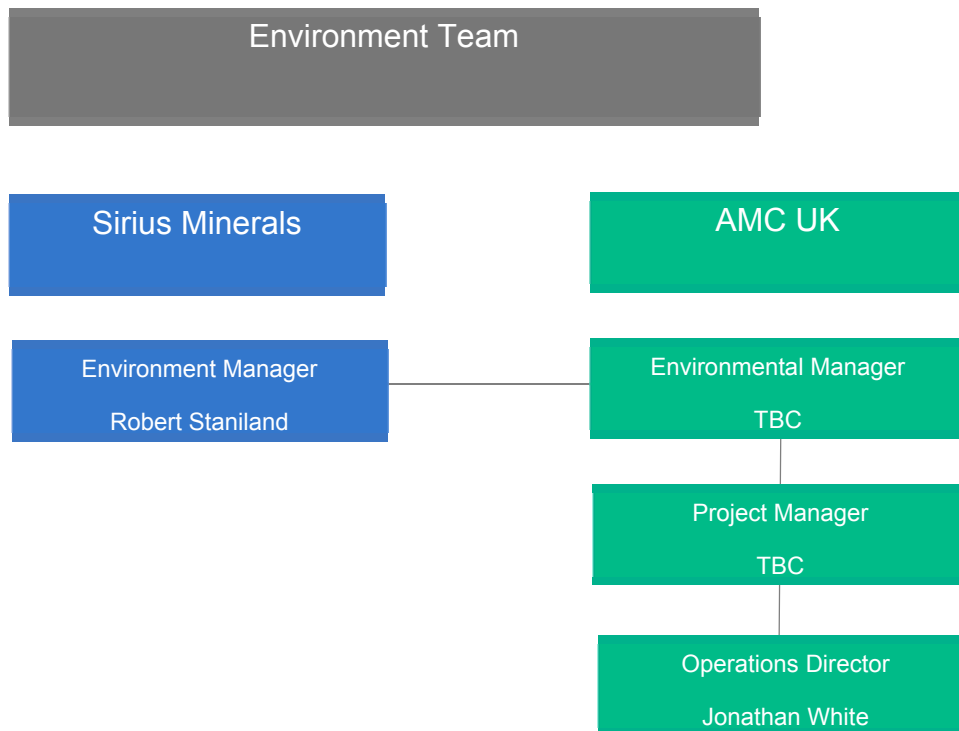 Environment Team
Sirius Minerals
AMC UK
Environment Manager
Robert Staniland
Environmental Manager
TBC
Project Manager
TBC
Operations Director
Jonathan White